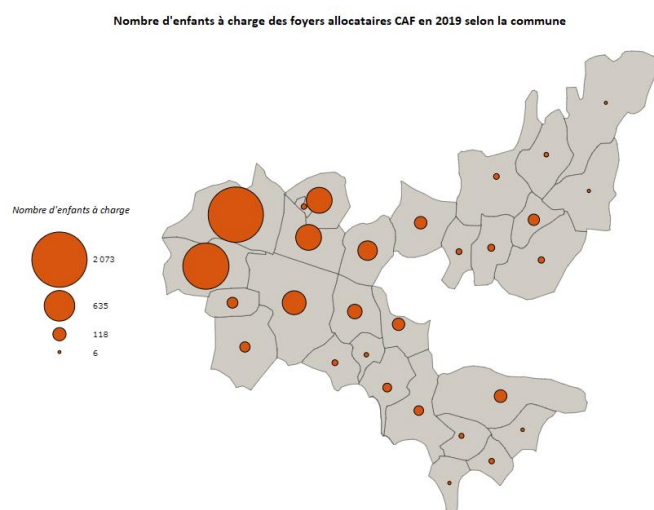 Nombre d'enfants à charge des foyers allocataires CAF en 2019 selon la commune
Nombre d'enfants à charge
2 073
635
118
6